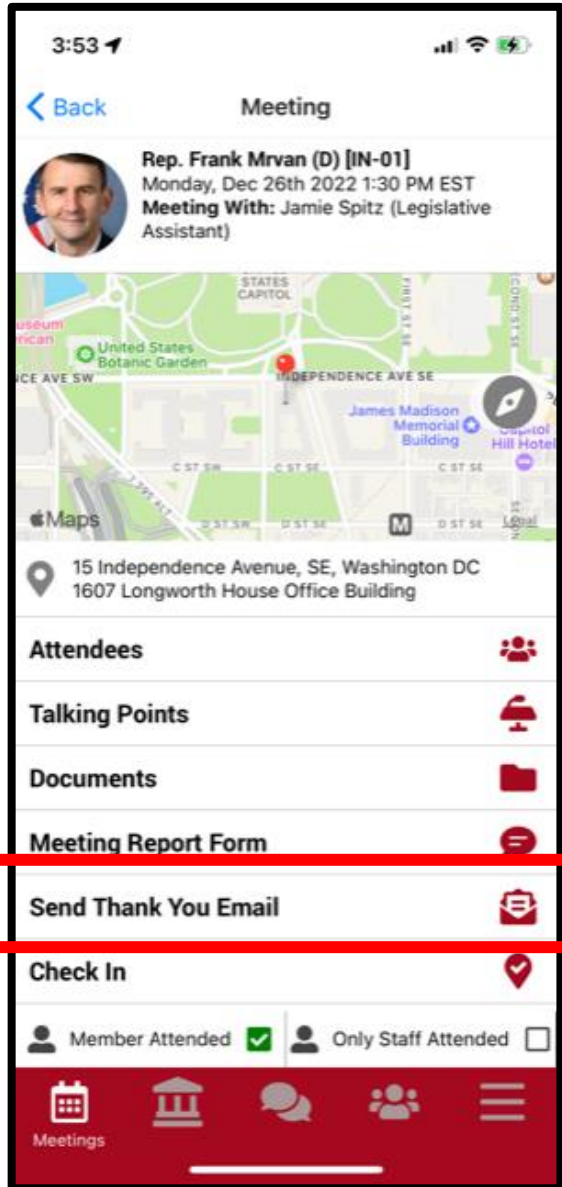 3:53
Back
Meeting
Rep. Frank Mrvan (D) [IN-01]
Monday, Dec 26th 2022 1:30 PM EST
Meeting With: Jamie Spitz (Legislative
Assistant)
STATES
CAPITOL
FIRST ST SE
United States
Botanic Garden
INDEPENDENCE AVE SE
CE AVE SW
James Madison
Memorial
Building
Hill Hotel
C ST SW
C ST SE
C ST SE
Maps
D ST SW
D ST SE
M
D ST SE
Legal
15 Independence Avenue, SE, Washington DC
1607 Longworth House Office Building
Attendees
Talking Points
Documents
Meeting Report Form
Send Thank You Email
Check In
Member Attended
Only Staff Attended
Meetings